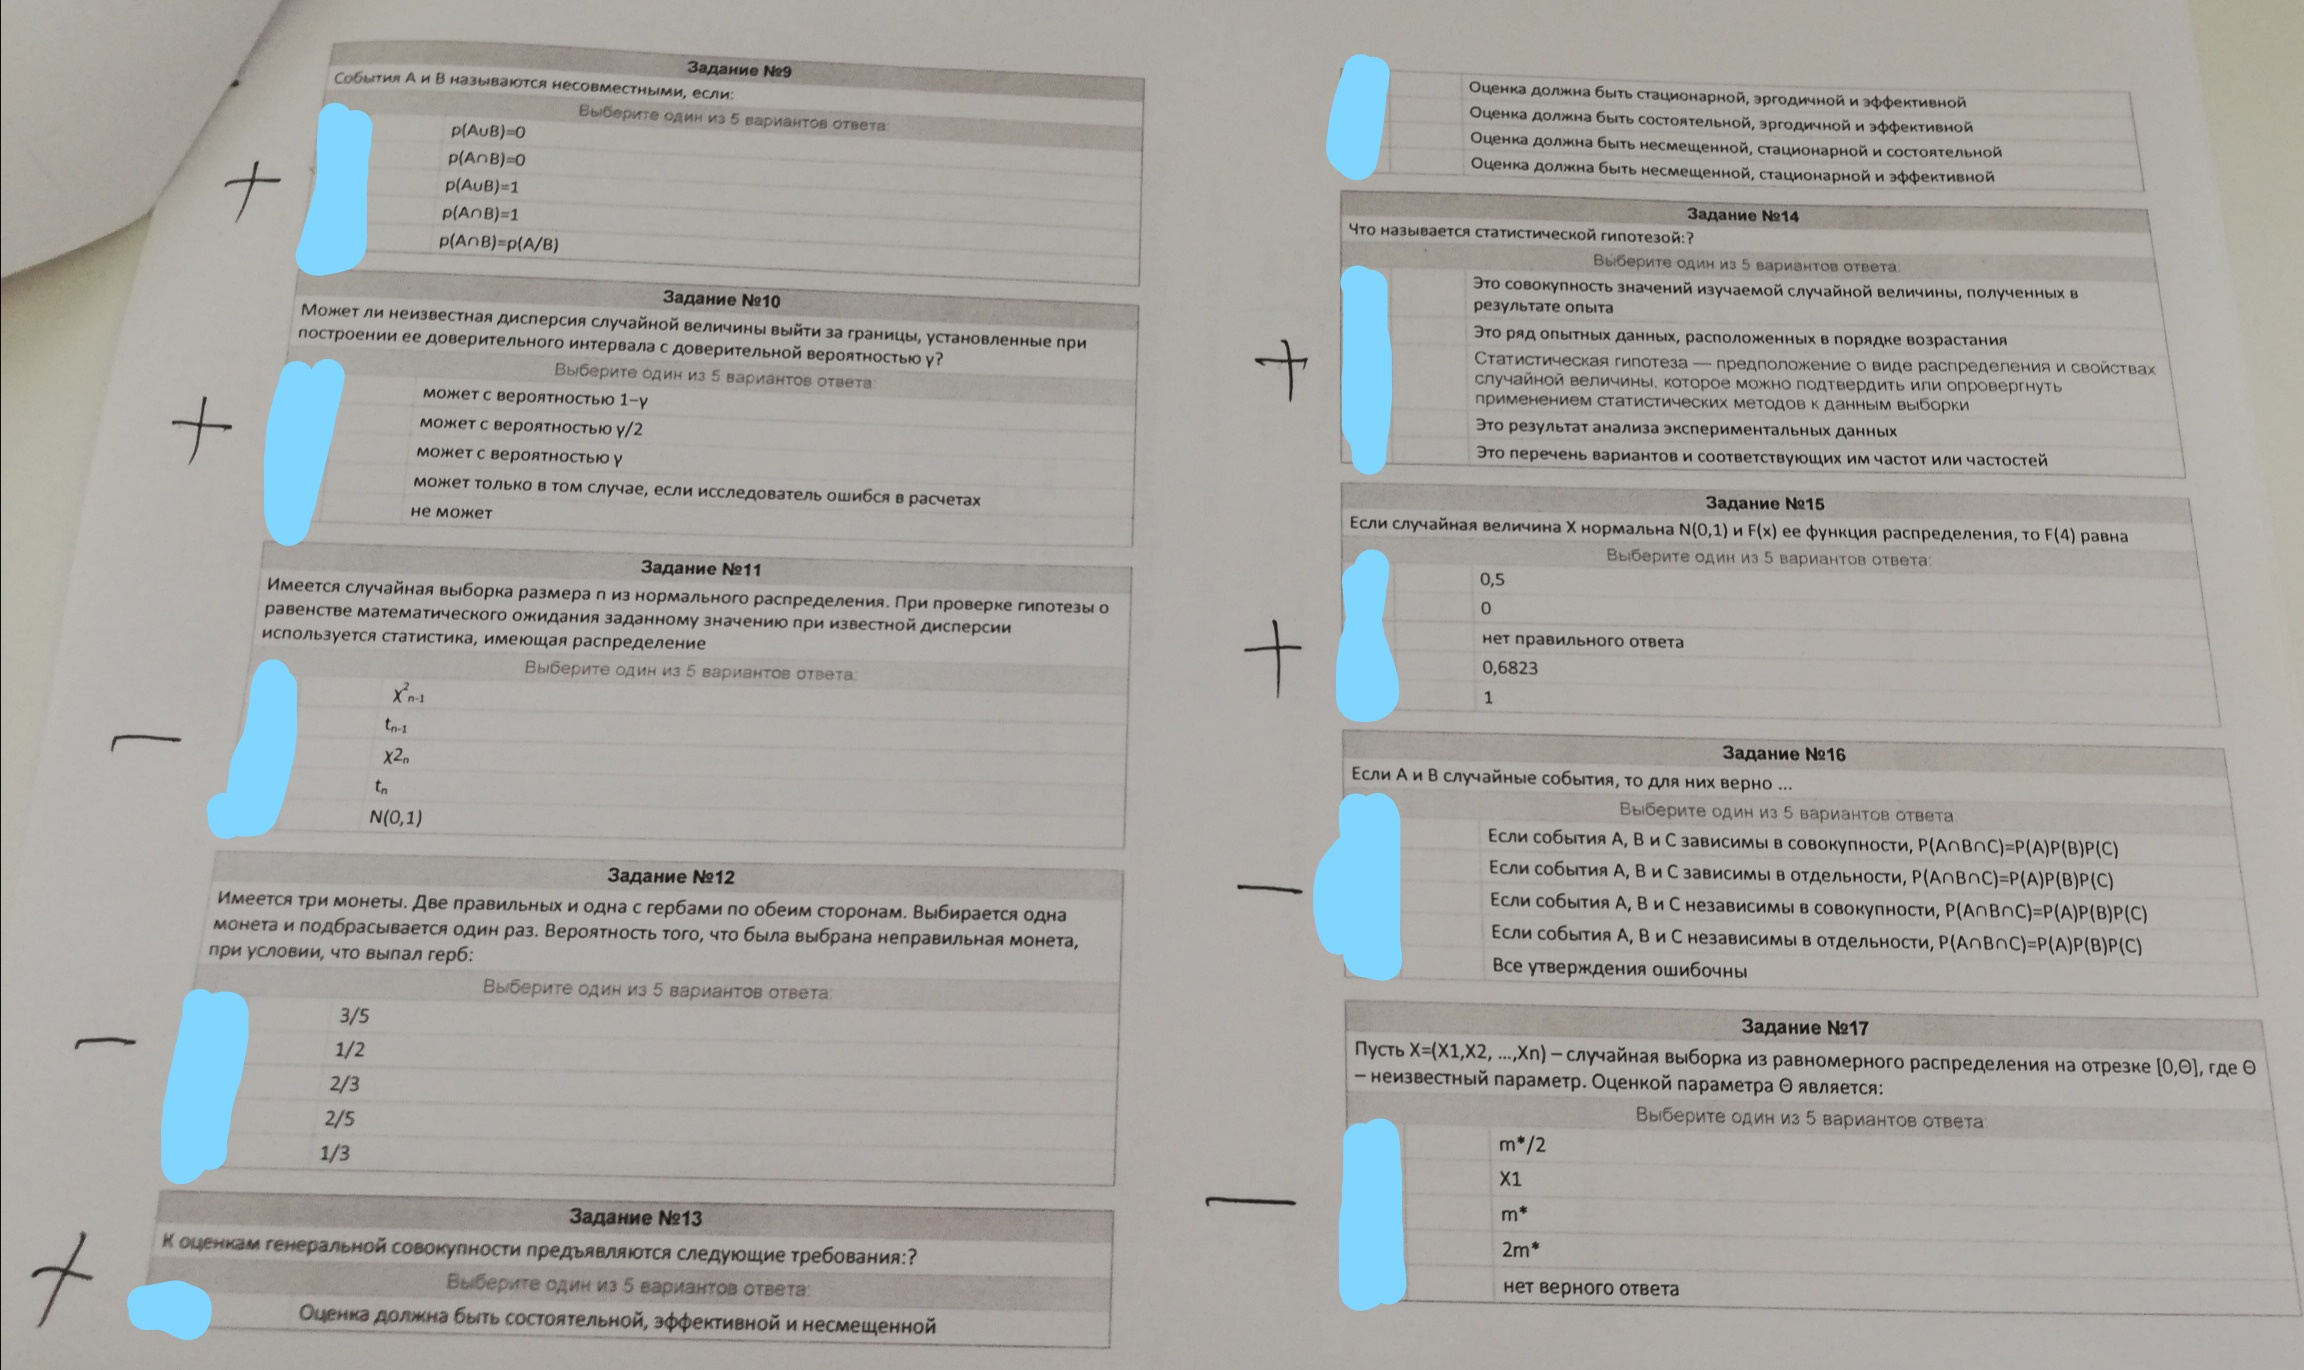 Задание №9
События А и В называются несовместными, если:
Выберите один из 5 вариантов ответа:
+
p(A∪B)=0
p(A∩B)=0
p(A∪B)=1
p(A∩B)=1
p(A∩B)=p(A/B)
Задание №10
Может ли неизвестная дисперсия случайной величины выйти за границы, установленные при
построении ее доверительного интервала с доверительной вероятностью γ?
Выберите один из 5 вариантов ответа:
+
может с вероятностью 1−γ
может с вероятностью γ/2
может с вероятностью γ
может только в том случае, если исследователь ошибся в расчетах
не может
Задание №11
Имеется случайная выборка размера n из нормального распределения. При проверке гипотезы о
равенстве математического ожидания заданному значению при известной дисперсии
используется статистика, имеющая распределение
Выберите один из 5 вариантов ответа:
−
χ²ₙ₋₁
tₙ₋₁
χ2ₙ
tₙ
N(0,1)
Задание №12
Имеется три монеты. Две правильных и одна с гербами по обеим сторонам. Выбирается одна
монета и подбрасывается один раз. Вероятность того, что была выбрана неправильная монета,
при условии, что выпал герб:
Выберите один из 5 вариантов ответа:
−
3/5
1/2
2/3
2/5
1/3
Задание №13
К оценкам генеральной совокупности предъявляются следующие требования:?
Выберите один из 5 вариантов ответа:
+
Оценка должна быть состоятельной, эффективной и несмещенной
Оценка должна быть стационарной, эргодичной и эффективной
Оценка должна быть состоятельной, эргодичной и эффективной
Оценка должна быть несмещенной, стационарной и состоятельной
Оценка должна быть несмещенной, стационарной и эффективной
Задание №14
Что называется статистической гипотезой:?
Выберите один из 5 вариантов ответа:
+
Это совокупность значений изучаемой случайной величины, полученных в
результате опыта
Это ряд опытных данных, расположенных в порядке возрастания
Статистическая гипотеза — предположение о виде распределения и свойствах
случайной величины, которое можно подтвердить или опровергнуть
применением статистических методов к данным выборки
Это результат анализа экспериментальных данных
Это перечень вариантов и соответствующих им частот или частостей
Задание №15
Если случайная величина X нормальна N(0,1) и F(x) ее функция распределения, то F(4) равна
Выберите один из 5 вариантов ответа:
+
0,5
0
нет правильного ответа
0,6823
1
Задание №16
Если А и В случайные события, то для них верно ...
Выберите один из 5 вариантов ответа:
−
Если события А, В и С зависимы в совокупности, P(A∩B∩C)=P(A)P(B)P(C)
Если события А, В и С зависимы в отдельности, P(A∩B∩C)=P(A)P(B)P(C)
Если события А, В и С независимы в совокупности, P(A∩B∩C)=P(A)P(B)P(C)
Если события А, В и С независимы в отдельности, P(A∩B∩C)=P(A)P(B)P(C)
Все утверждения ошибочны
Задание №17
Пусть X=(X1,X2, ...,Xn) – случайная выборка из равномерного распределения на отрезке [0,Θ], где Θ
– неизвестный параметр. Оценкой параметра Θ является:
Выберите один из 5 вариантов ответа:
−
m*/2
X1
m*
2m*
нет верного ответа